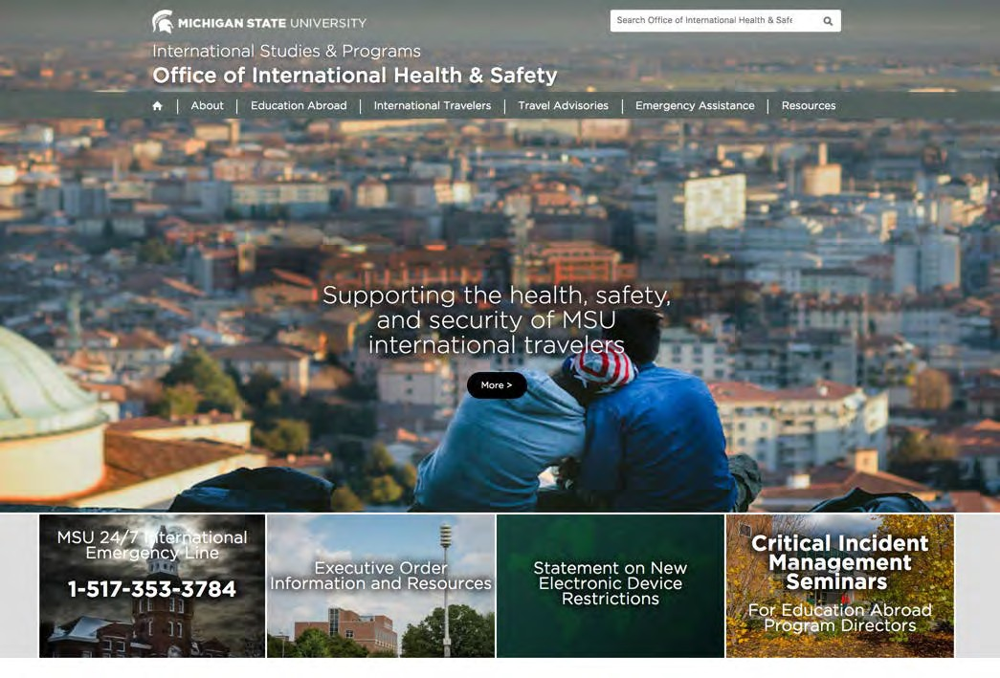 MICHIGAN STATE UNIVERSITY
Search Office of International Health & Safe
International Studies & Programs
Office of International Health & Safety
About
Education Abroad
International Travelers
Travel Advisories
Emergency Assistance
Resources
Supporting the health, safety,
and security of MSU
international travelers
More >
MSU 24/7 International
Emergency Line
1-517-353-3784
Executive Order
Information and Resources
Statement on New
Electronic Device
Restrictions
Critical Incident
Management
Seminars
For Education Abroad
Program Directors